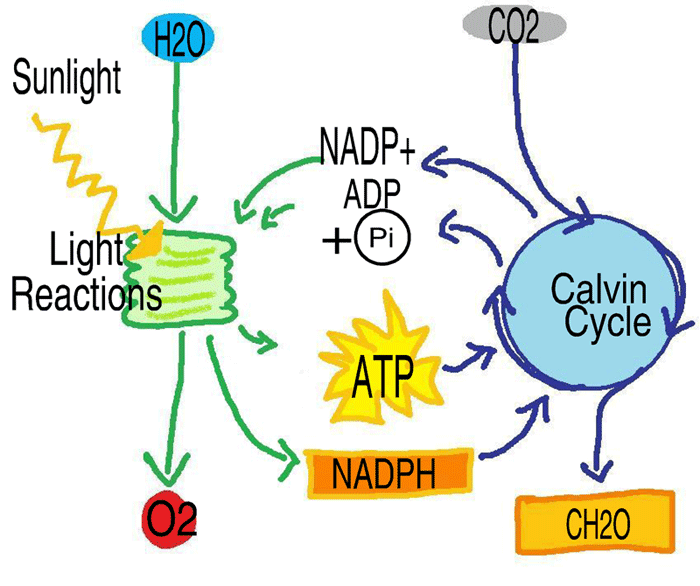 H2O
CO2
Sunlight
NADP+
ADP
+ Pi
Light
Reactions
Calvin
Cycle
ATP
NADPH
O2
CH2O